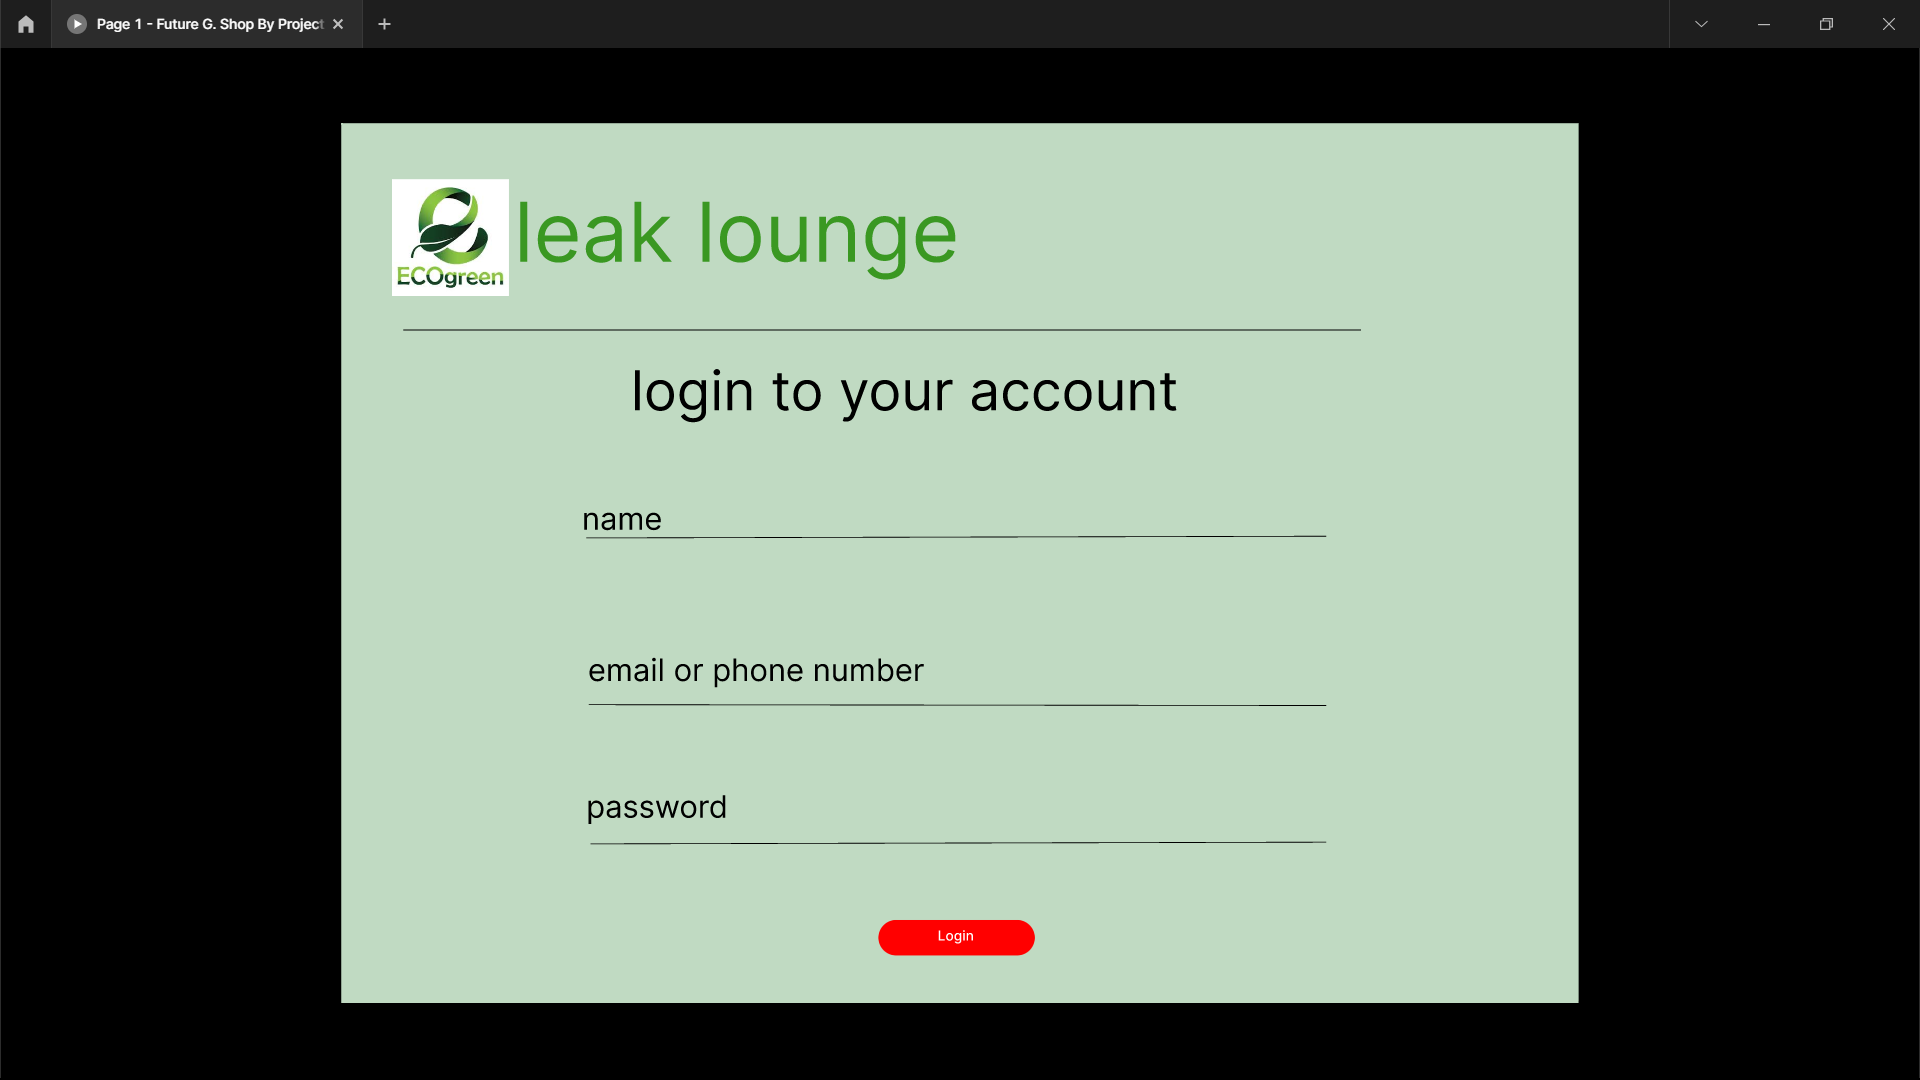 Page 1 - Future G. Shop By Project
ECOgreen
leak lounge
login to your account
name
email or phone number
password
Login